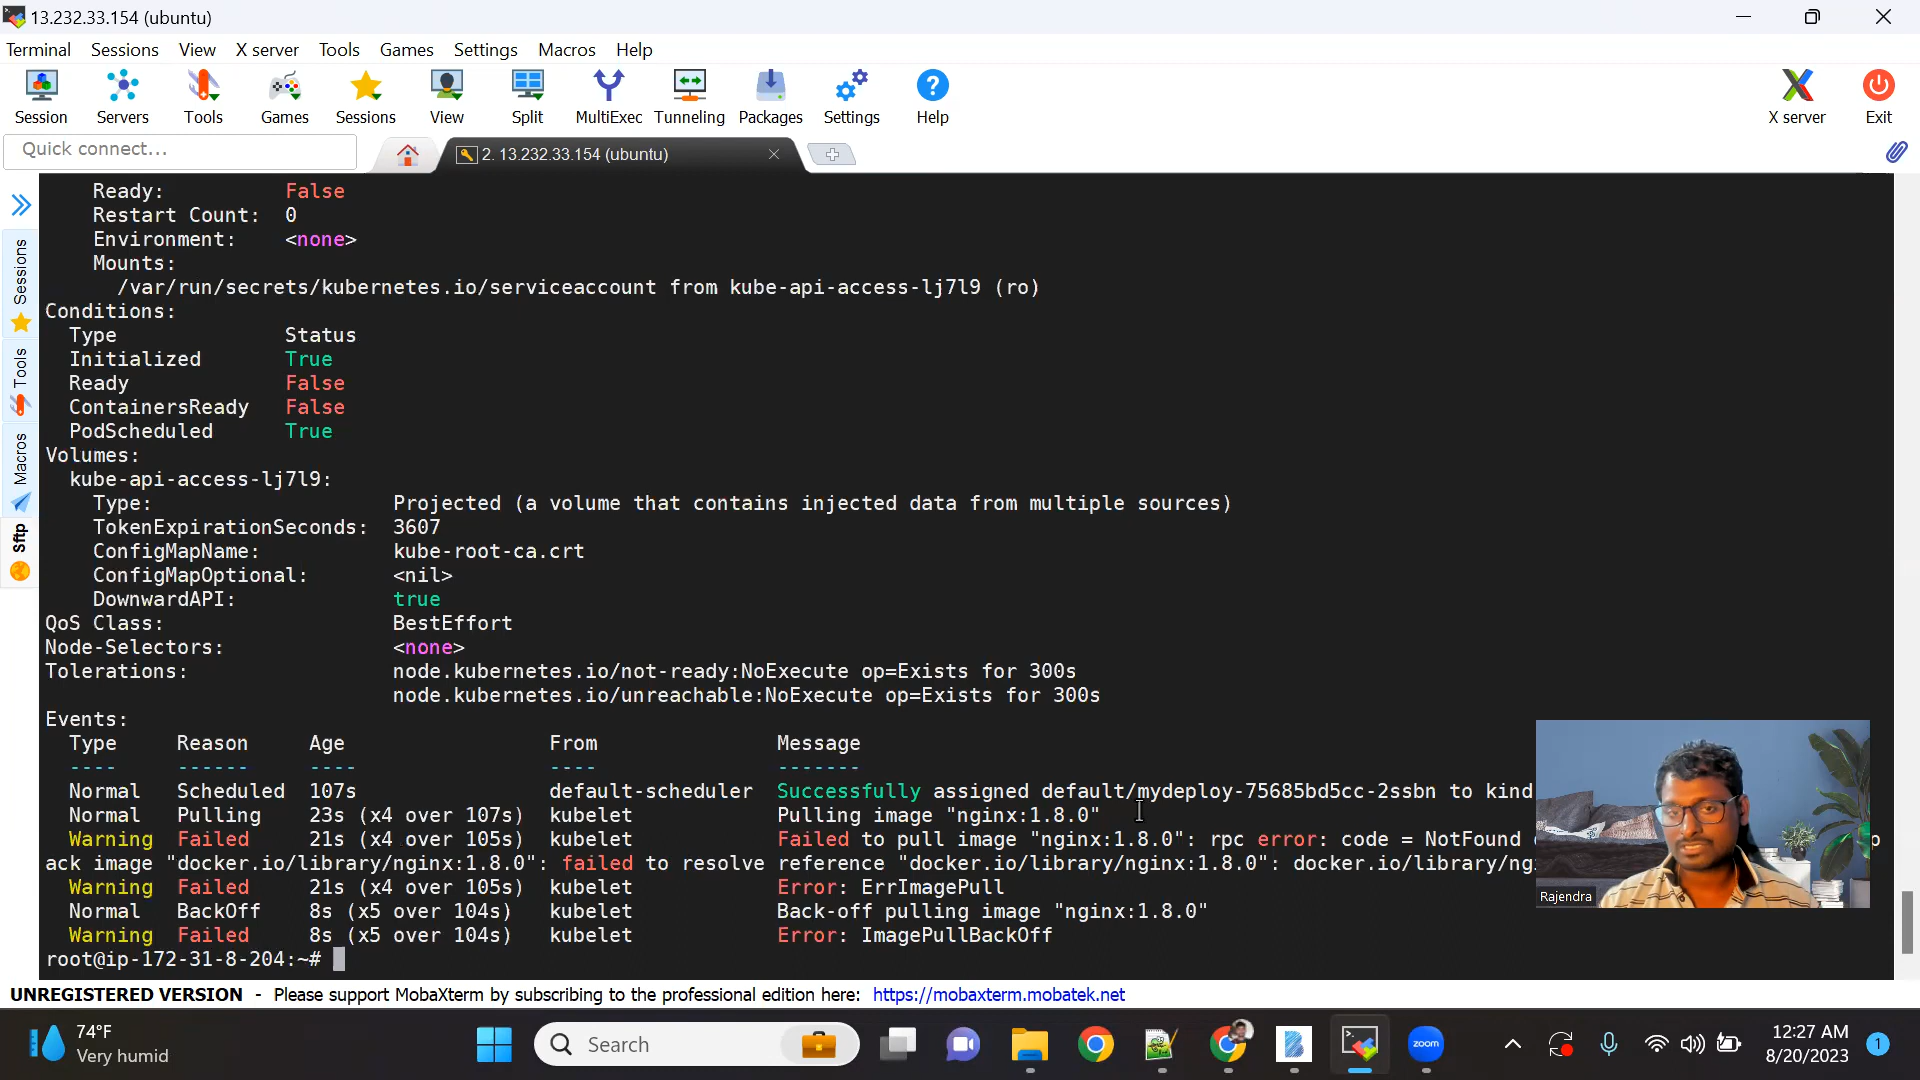 13.232.33.154 (ubuntu)
Terminal Sessions View X server Tools Games Settings Macros Help
Session Servers Tools Games Sessions View Split MultiExec Tunneling Packages Settings Help X server Exit
Quick connect...
2. 13.232.33.154 (ubuntu)
Sessions
Tools
Macros
Sftp
Ready: False
Restart Count: 0
Environment: <none>
Mounts:
/var/run/secrets/kubernetes.io/serviceaccount from kube-api-access-lj7l9 (ro)
Conditions:
Type Status
Initialized True
Ready False
ContainersReady False
PodScheduled True
Volumes:
kube-api-access-lj7l9:
Type: Projected (a volume that contains injected data from multiple sources)
TokenExpirationSeconds: 3607
ConfigMapName: kube-root-ca.crt
ConfigMapOptional: <nil>
DownwardAPI: true
QoS Class: BestEffort
Node-Selectors: <none>
Tolerations: node.kubernetes.io/not-ready:NoExecute op=Exists for 300s
node.kubernetes.io/unreachable:NoExecute op=Exists for 300s
Events:
Type Reason Age From Message
---- ------ ---- ---- -------
Normal Scheduled 107s default-scheduler Successfully assigned default/mydeploy-75685bd5cc-2ssbn to kind
Normal Pulling 23s (x4 over 107s) kubelet Pulling image "nginx:1.8.0"
Warning Failed 21s (x4 over 105s) kubelet Failed to pull image "nginx:1.8.0": rpc error: code = NotFound p
ack image "docker.io/library/nginx:1.8.0": failed to resolve reference "docker.io/library/nginx:1.8.0": docker.io/library/ng
Warning Failed 21s (x4 over 105s) kubelet Error: ErrImagePull
Normal BackOff 8s (x5 over 104s) kubelet Back-off pulling image "nginx:1.8.0"
Warning Failed 8s (x5 over 104s) kubelet Error: ImagePullBackOff
root@ip-172-31-8-204:~#
Rajendra
UNREGISTERED VERSION - Please support MobaXterm by subscribing to the professional edition here: https://mobaxterm.mobatek.net
74°F
Very humid
Search
zoom
12:27 AM
8/20/2023
1